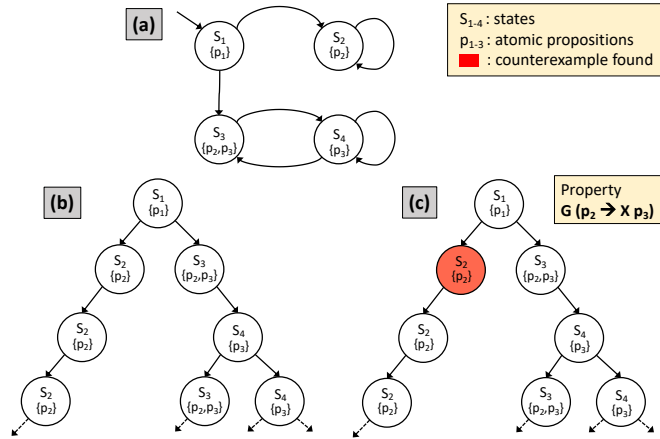 (a)
S1
{p1}
S2
{p2}
S3
{p2,p3}
S4
{p3}
S1-4 : states
p1-3 : atomic propositions
: counterexample found
(b)
S1
{p1}
S2
{p2}
S3
{p2,p3}
S2
{p2}
S4
{p3}
S2
{p2}
S3
{p2,p3}
S4
{p3}
(c)
S1
{p1}
Property
G (p2 → X p3)
S2
{p2}
S3
{p2,p3}
S2
{p2}
S4
{p3}
S2
{p2}
S3
{p2,p3}
S4
{p3}